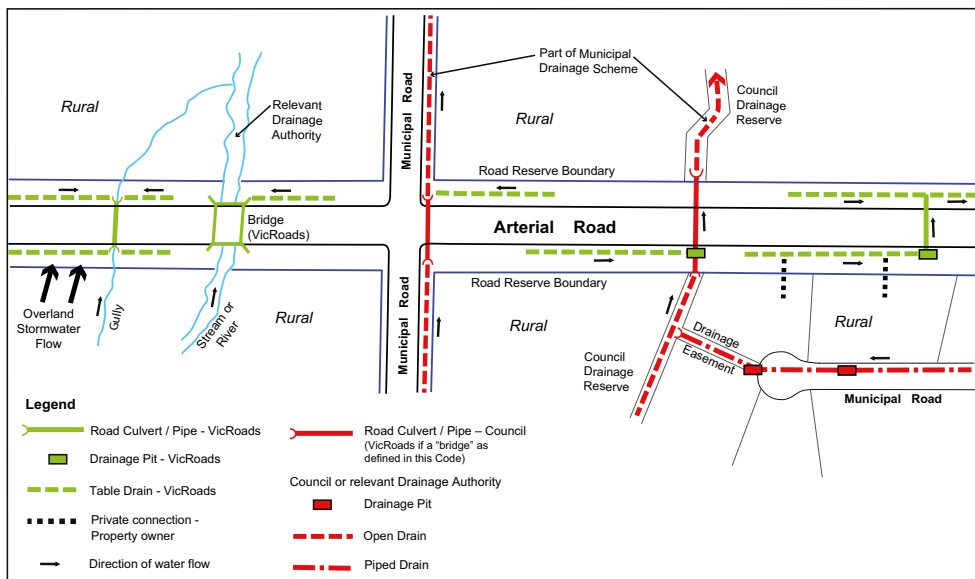 Part of Municipal
Drainage Scheme
Council
Drainage
Reserve
Rural
Relevant
Drainage
Authority
Municipal Road
Rural
Road Reserve Boundary
Bridge
(VicRoads)
Arterial Road
Road Reserve Boundary
Overland
Stormwater
Flow
Gully
Stream or
River
Rural
Municipal Road
Rural
Rural
Drainage
Easement
Council
Drainage
Reserve
Municipal Road
Legend
Road Culvert / Pipe - VicRoads
Drainage Pit - VicRoads
Table Drain - VicRoads
Private connection -
Property owner
Direction of water flow
Road Culvert / Pipe – Council
(VicRoads if a “bridge” as
defined in this Code)
Council or relevant Drainage Authority
Drainage Pit
Open Drain
Piped Drain